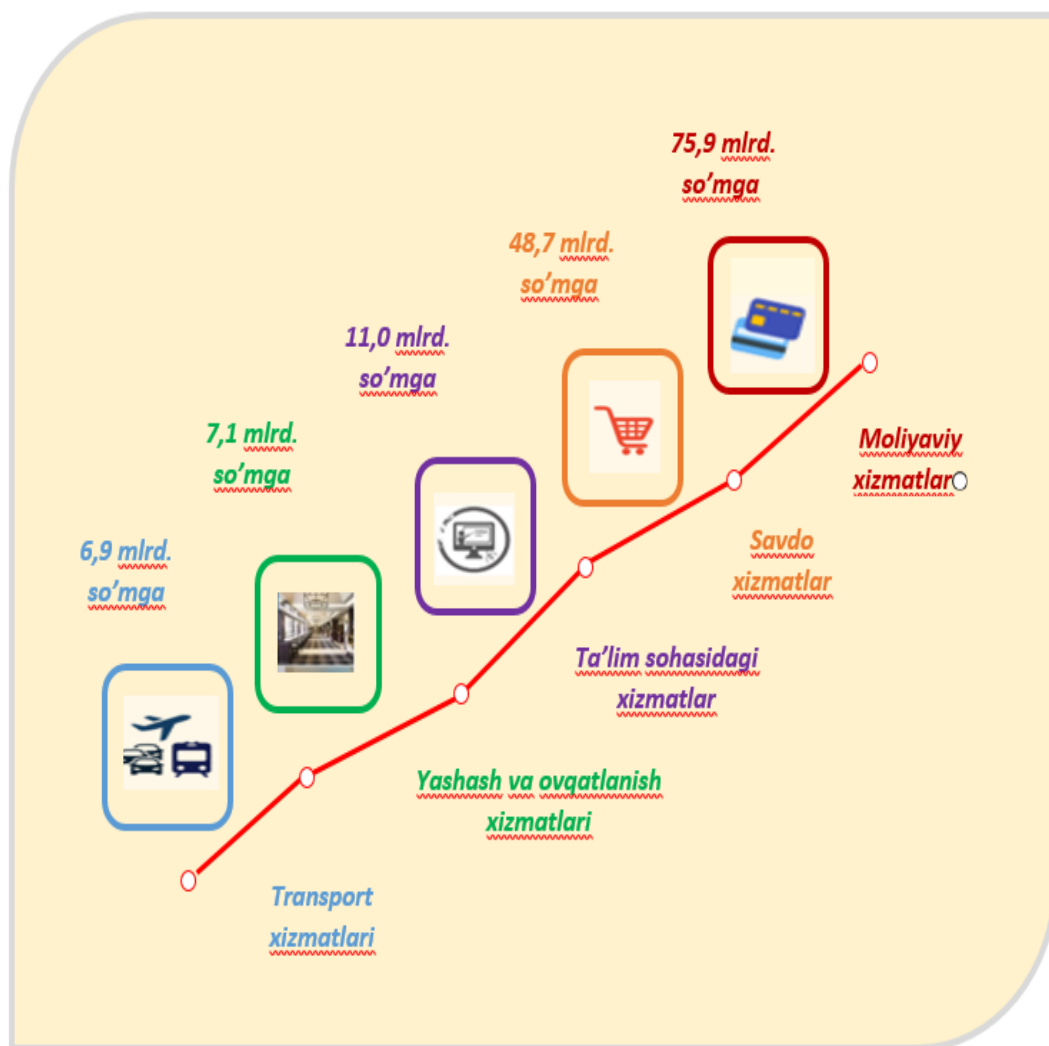 75,9 mlrd.
so’mga
48,7 mlrd.
so’mga
11,0 mlrd.
so’mga
7,1 mlrd.
so’mga
6,9 mlrd.
so’mga
Moliyaviy
xizmatlar
Savdo
xizmatlar
Ta’lim sohasidagi
xizmatlar
Yashash va ovqatlanish
xizmatlari
Transport
xizmatlari